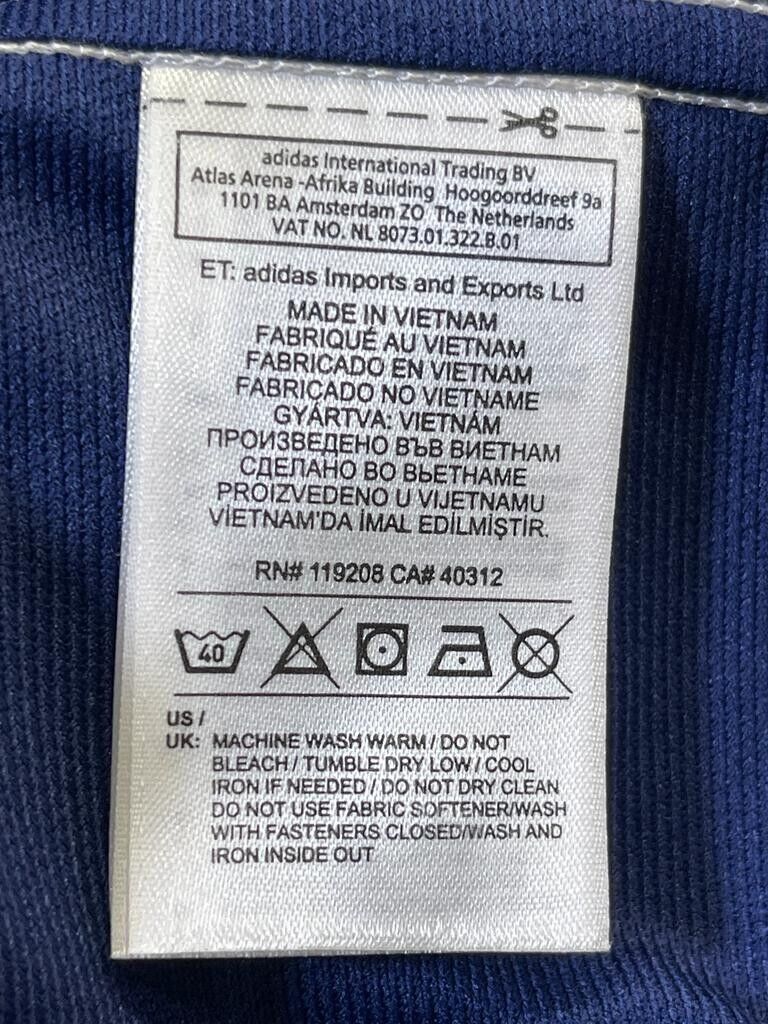 adidas International Trading BV
Atlas Arena -Afrika Building Hoogoorddreef 9a
1101 BA Amsterdam ZO The Netherlands
VAT NO. NL 8073.01.322.B.01
ET: adidas Imports and Exports Ltd
MADE IN VIETNAM
FABRIQUÉ AU VIETNAM
FABRICADO EN VIETNAM
FABRICADO NO VIETNAME
GYÁRTVA: VIETNÁM
ПРОИЗВЕДЕНО ВЪВ ВИЕТНАМ
СДЕЛАНО ВО ВЬЕТНАМЕ
PROIZVEDENO U VIJETNAMU
VİETNAM'DA İMAL EDİLMİŞTİR.
RN# 119208 CA# 40312
40
US /
UK: MACHINE WASH WARM / DO NOT
BLEACH / TUMBLE DRY LOW / COOL
IRON IF NEEDED / DO NOT DRY CLEAN
DO NOT USE FABRIC SOFTENER/WASH
WITH FASTENERS CLOSED/WASH AND
IRON INSIDE OUT